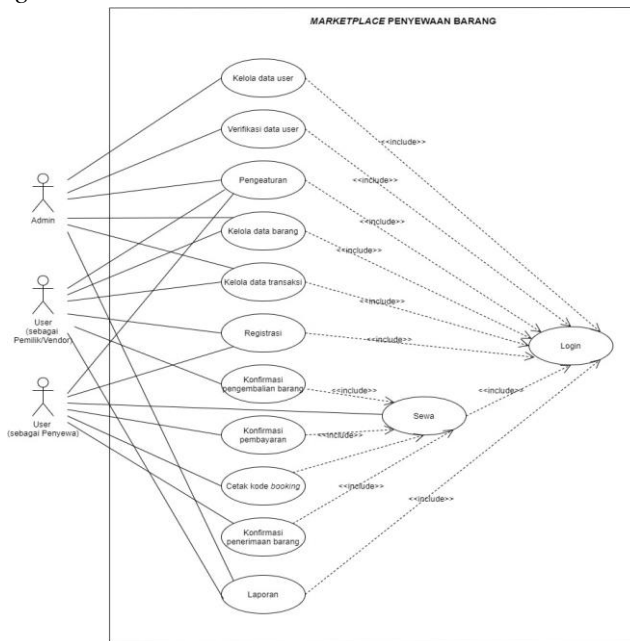 g
MARKETPLACE PENYEWAAN BARANG
Kelola data user
<<include>>
Verifikasi data user
<<include>>
Pengeaturan
<<include>>
Admin
Kelola data barang
<<include>>
Kelola data transaksi
<<include>>
User
(sebagai
Pemilik/Vendor)
Registrasi
<<include>>
Login
Konfirmasi
pengembalian barang
<<include>>
<<include>>
User
(sebagai Penyewa)
Sewa
Konfirmasi
pembayaran
<<include>>
Cetak kode booking
<<include>>
<<include>>
Konfirmasi
penerimaan barang
Laporan